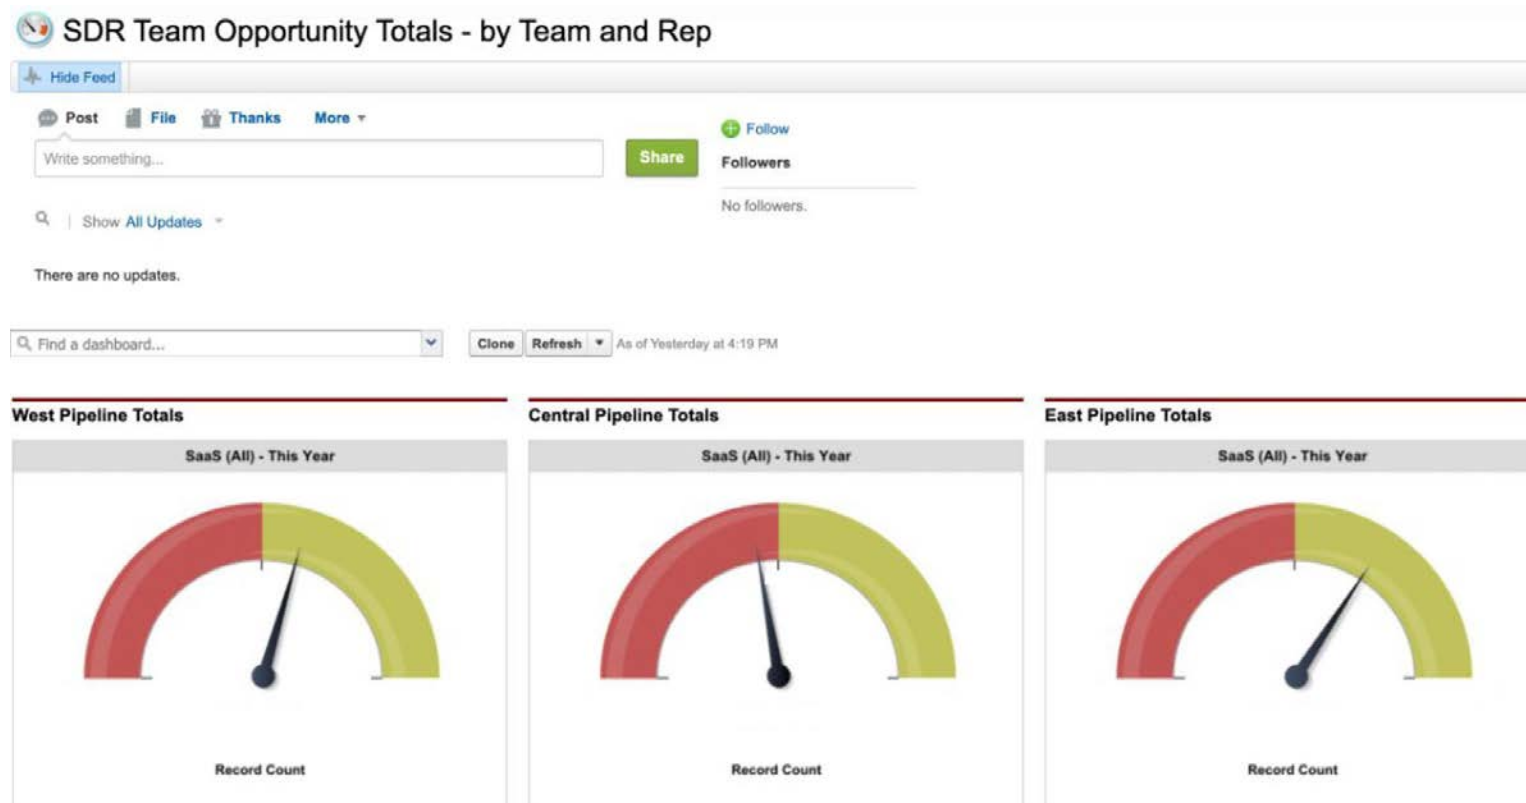 SDR Team Opportunity Totals - by Team and Rep
Hide Feed
Post File Thanks More
Write something...
Share
Follow
Followers
No followers.
Show All Updates
There are no updates.
Find a dashboard...
Clone Refresh As of Yesterday at 4:19 PM
West Pipeline Totals
SaaS (All) - This Year
Record Count
Central Pipeline Totals
SaaS (All) - This Year
Record Count
East Pipeline Totals
SaaS (All) - This Year
Record Count